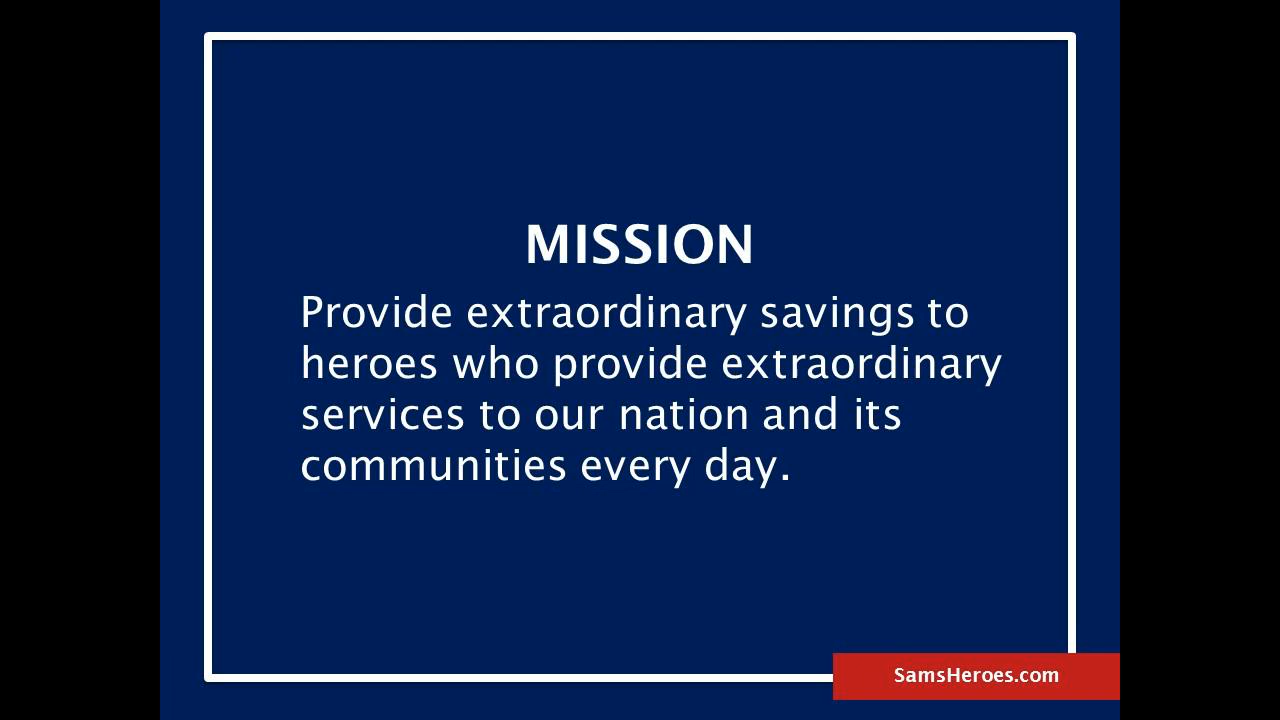 MISSION
Provide extraordinary savings to
heroes who provide extraordinary
services to our nation and its
communities every day.
SamsHeroes.com